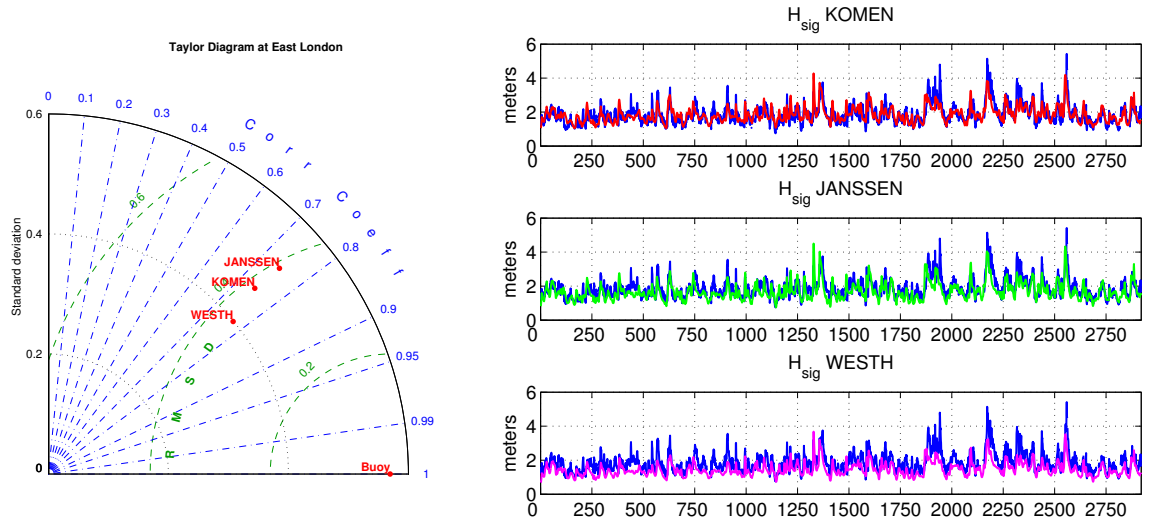 Taylor Diagram at East London
0 0.1 0.2 0.3 0.4 0.5 0.6 0.7 0.8 0.9 0.95 0.99 1
Corr Coeff
0.6
0.4
0.2
0
Standard deviation
0.6
0.2
R M S D
JANSSEN
KOMEN
WESTH
Buoy
Hsig KOMEN
meters
6
4
2
0
0 250 500 750 1000 1250 1500 1750 2000 2250 2500 2750
Hsig JANSSEN
meters
6
4
2
0
0 250 500 750 1000 1250 1500 1750 2000 2250 2500 2750
Hsig WESTH
meters
6
4
2
0
0 250 500 750 1000 1250 1500 1750 2000 2250 2500 2750